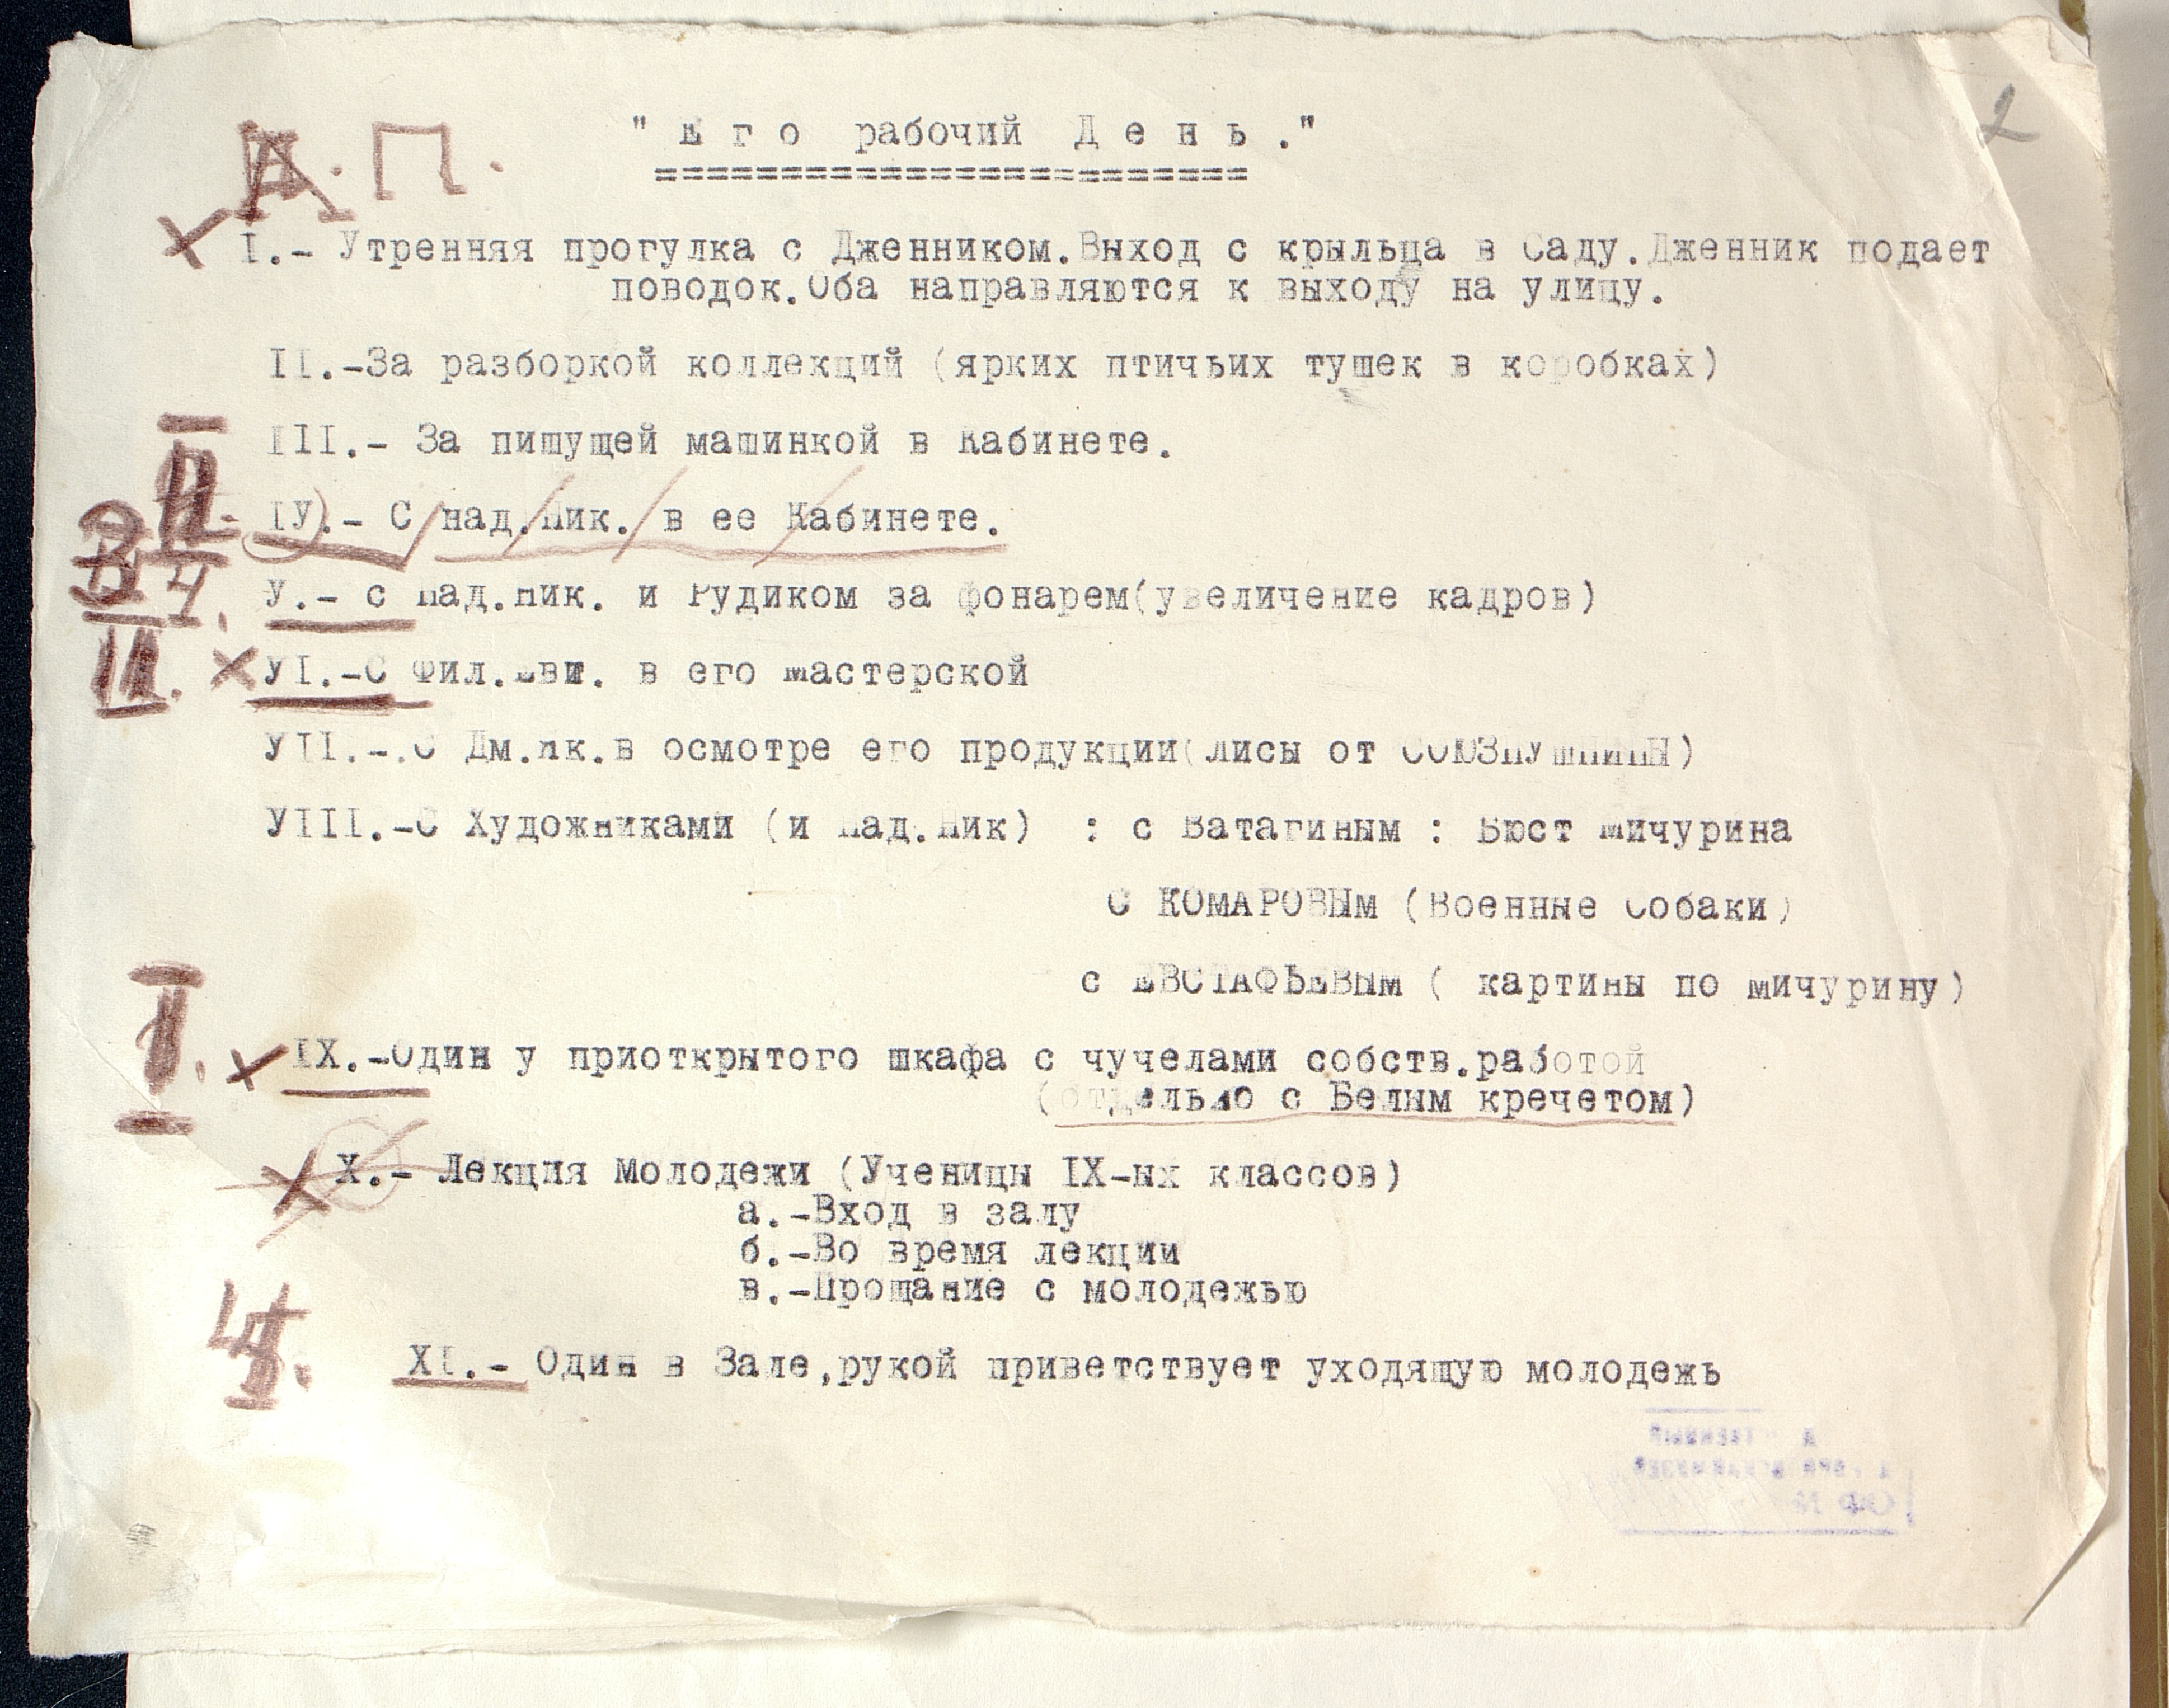 2
А. П.
" Е г о рабочий Д е н ь ."
========================
I.- Утренняя прогулка с Дженником.Выход с крыльца в Саду.Дженник подает
поводок.Оба направляются к выходу на улицу.
II.-За разборкой коллекций (ярких птичьих тушек в коробках)
III.- За пишущей машинкой в Кабинете.
IУ.- С Над.Ник. в ее Кабинете.
У.- с Над.Ник. и Рудиком за фонарем(увеличение кадров)
III. УI.-С Фил.Евт. в его мастерской
УII.-.С Дм.Як.в осмотре его продукции(лисы от СОЮЗПУШНИНЫ)
УIII.-С Художниками (и Над.Ник) : с Ватагиным : Бюст Мичурина
С КОМАРОВЫМ (Военные Собаки)
с ЕВСТАФЬЕВЫМ ( картины по мичурину)
IX.-Один у приоткрытого шкафа с чучелами собств.работой
(отдельно с Белым кречетом)
X.- Лекция молодежи (Ученицы IX-ых классов)
а.-Вход в залу
б.-Во время лекции
в.-Прощание с молодежью
XI.- Один в Зале,рукой приветствует уходящую молодежь